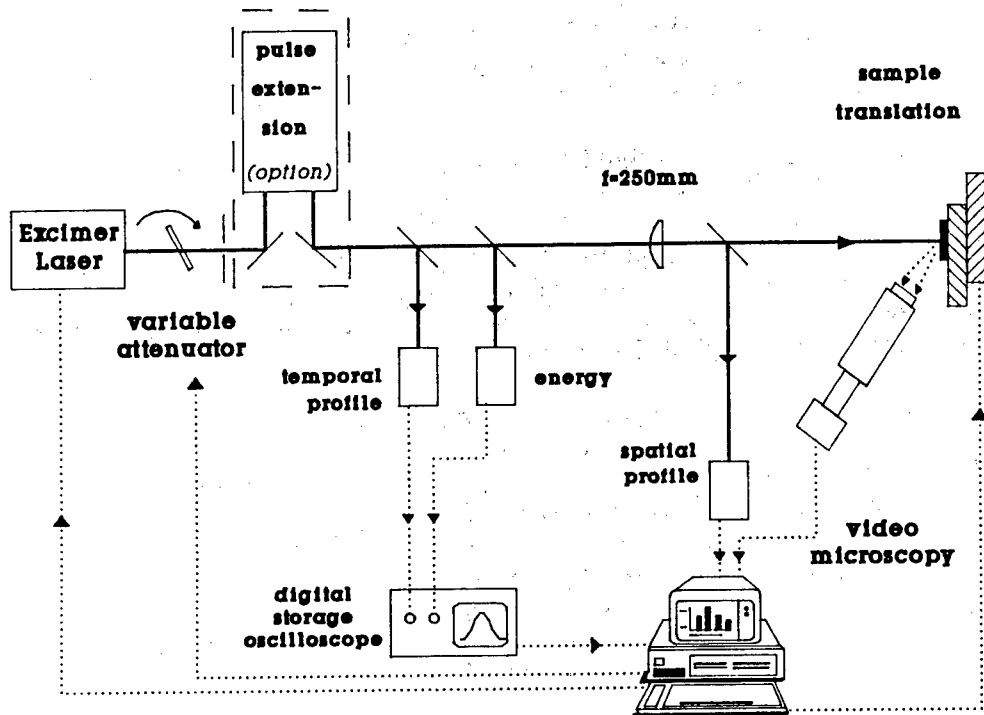 pulse
exten-
sion
(option)
sample
translation
f=250mm
Excimer
Laser
variable
attenuator
temporal
profile
energy
spatial
profile
video
microscopy
digital
storage
oscilloscope